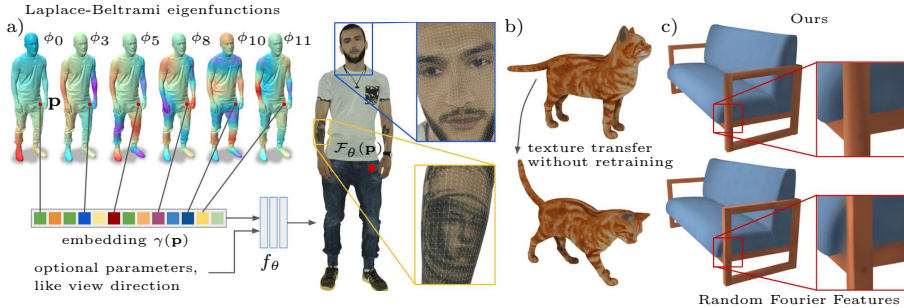 Laplace-Beltrami eigenfunctions
a)
ϕ0 ϕ3 ϕ5 ϕ8 ϕ10 ϕ11
p
Fθ(p)
embedding γ(p)
fθ
optional parameters,
like view direction
b)
texture transfer
without retraining
c)
Ours
Random Fourier Features